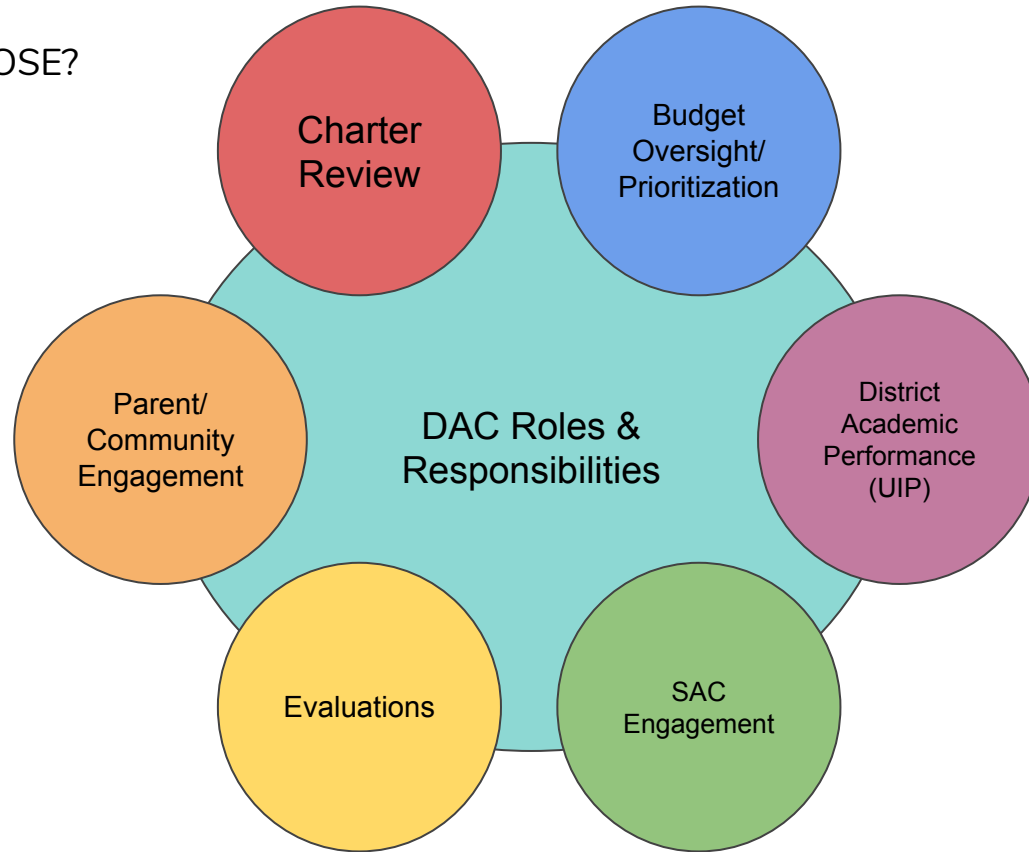 OSE?
Charter
Review
Budget
Oversight/
Prioritization
Parent/
Community
Engagement
DAC Roles &
Responsibilities
District
Academic
Performance
(UIP)
Evaluations
SAC
Engagement